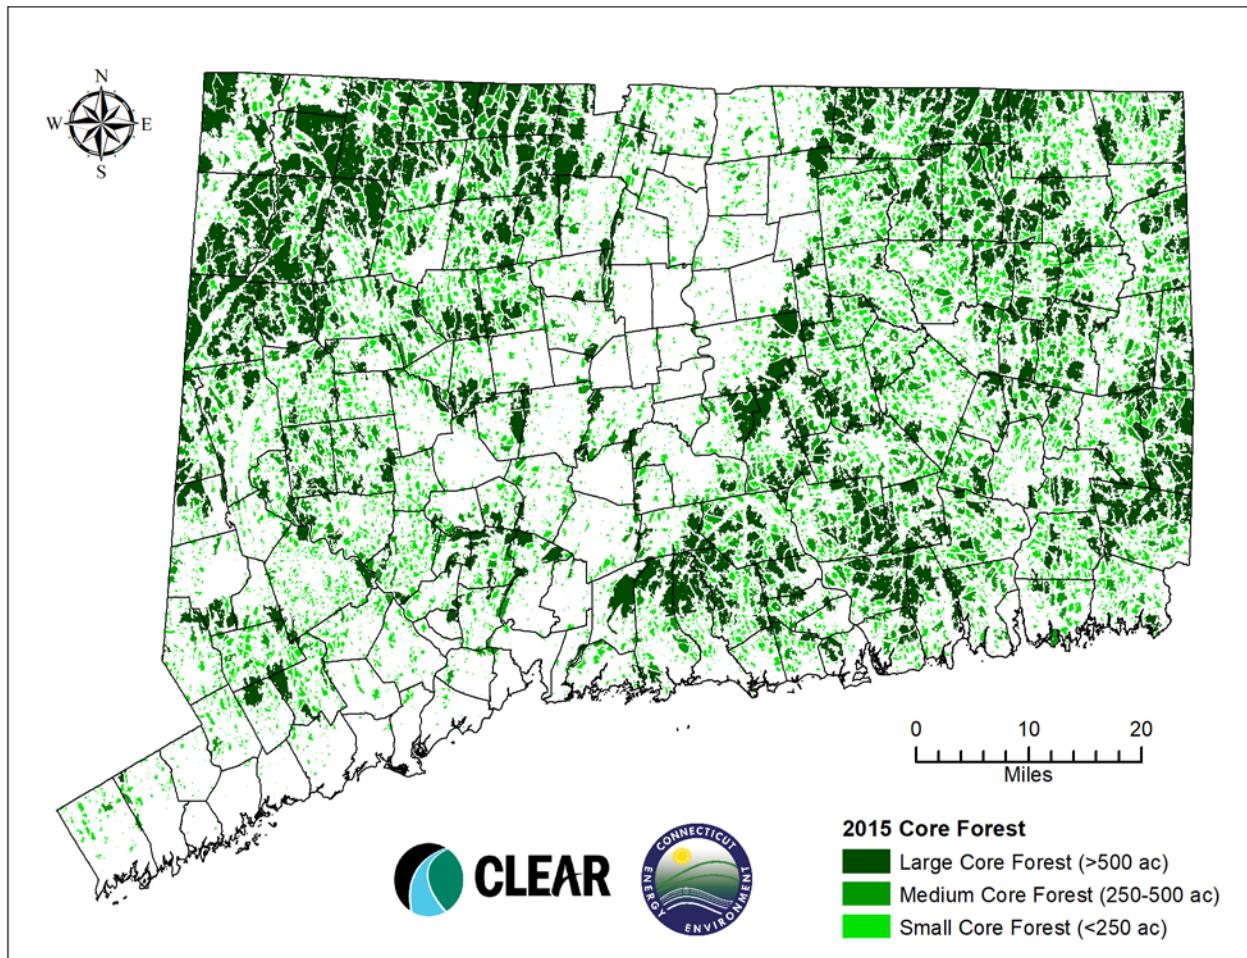 N
W E
S
0 10 20
Miles
2015 Core Forest
Large Core Forest (>500 ac)
Medium Core Forest (250-500 ac)
Small Core Forest (<250 ac)
CLEAR
CONNECTICUT
ENERGY ENVIRONMENT